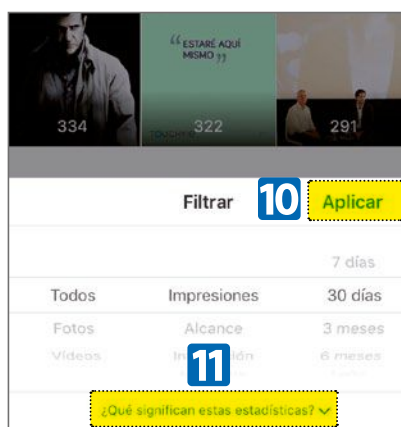 “ ESTARÉ AQUÍ
MISMO ”
334 322 291
Filtrar 10 Aplicar
7 días
Todos Impresiones 30 días
Fotos Alcance 3 meses
Vídeos 6 meses
11
¿Qué significan estas estadísticas?